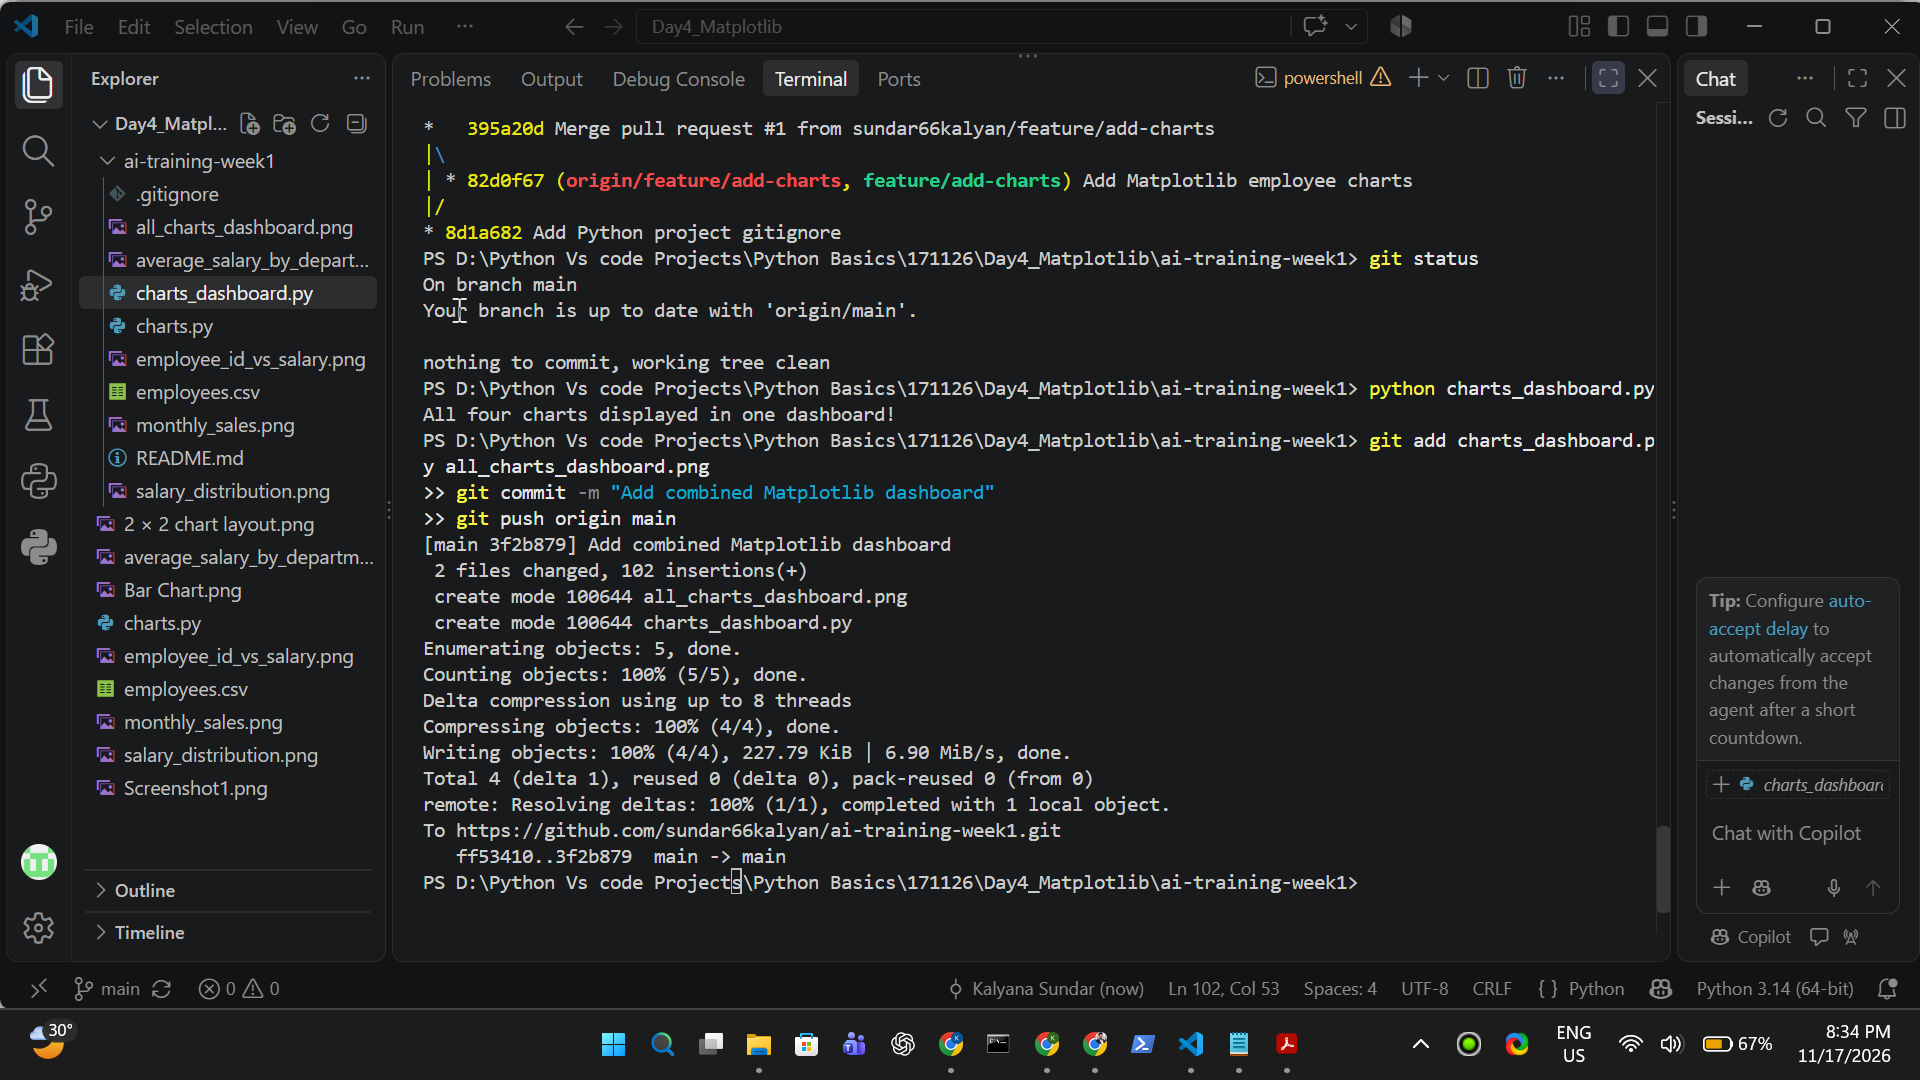 File Edit Selection View Go Run ···
Day4_Matplotlib
Explorer
Day4_Matpl...
ai-training-week1
.gitignore
all_charts_dashboard.png
average_salary_by_depart...
charts_dashboard.py
charts.py
employee_id_vs_salary.png
employees.csv
monthly_sales.png
README.md
salary_distribution.png
2 × 2 chart layout.png
average_salary_by_departm...
Bar Chart.png
charts.py
employee_id_vs_salary.png
employees.csv
monthly_sales.png
salary_distribution.png
Screenshot1.png
Outline
Timeline
Problems Output Debug Console Terminal Ports
powershell
*   395a20d Merge pull request #1 from sundar66kalyan/feature/add-charts
|\
| * 82d0f67 (origin/feature/add-charts, feature/add-charts) Add Matplotlib employee charts
|/
* 8d1a682 Add Python project gitignore
PS D:\Python Vs code Projects\Python Basics\171126\Day4_Matplotlib\ai-training-week1> git status
On branch main
Your branch is up to date with 'origin/main'.
nothing to commit, working tree clean
PS D:\Python Vs code Projects\Python Basics\171126\Day4_Matplotlib\ai-training-week1> python charts_dashboard.py
All four charts displayed in one dashboard!
PS D:\Python Vs code Projects\Python Basics\171126\Day4_Matplotlib\ai-training-week1> git add charts_dashboard.p
y all_charts_dashboard.png
>> git commit -m "Add combined Matplotlib dashboard"
>> git push origin main
[main 3f2b879] Add combined Matplotlib dashboard
 2 files changed, 102 insertions(+)
 create mode 100644 all_charts_dashboard.png
 create mode 100644 charts_dashboard.py
Enumerating objects: 5, done.
Counting objects: 100% (5/5), done.
Delta compression using up to 8 threads
Compressing objects: 100% (4/4), done.
Writing objects: 100% (4/4), 227.79 KiB | 6.90 MiB/s, done.
Total 4 (delta 1), reused 0 (delta 0), pack-reused 0 (from 0)
remote: Resolving deltas: 100% (1/1), completed with 1 local object.
To https://github.com/sundar66kalyan/ai-training-week1.git
   ff53410..3f2b879  main -> main
PS D:\Python Vs code Projects\Python Basics\171126\Day4_Matplotlib\ai-training-week1>
Chat
Sessi...
Tip: Configure auto-
accept delay to
automatically accept
changes from the
agent after a short
countdown.
charts_dashboar
Chat with Copilot
Copilot
main 0 0 Kalyana Sundar (now) Ln 102, Col 53 Spaces: 4 UTF-8 CRLF { } Python Python 3.14 (64-bit)
30°
ENG
US
67%
8:34 PM
11/17/2026